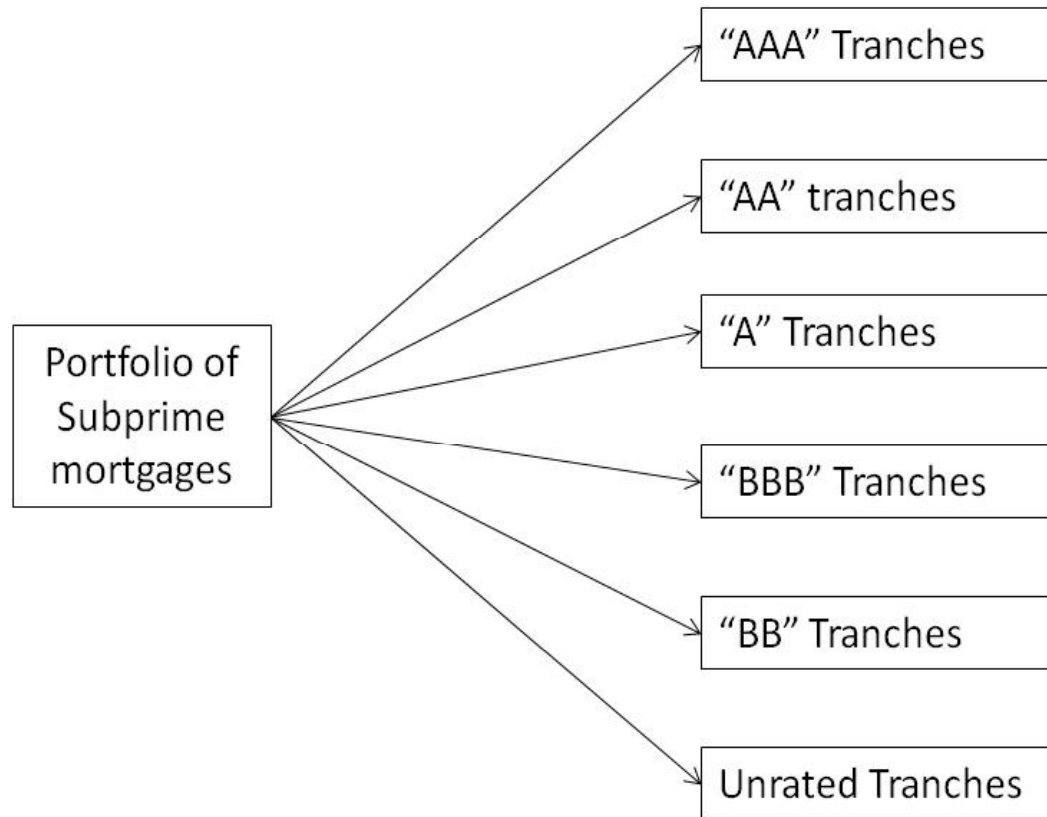 “AAA” Tranches
“AA” tranches
“A” Tranches
Portfolio of
Subprime
mortgages
“BBB” Tranches
“BB” Tranches
Unrated Tranches